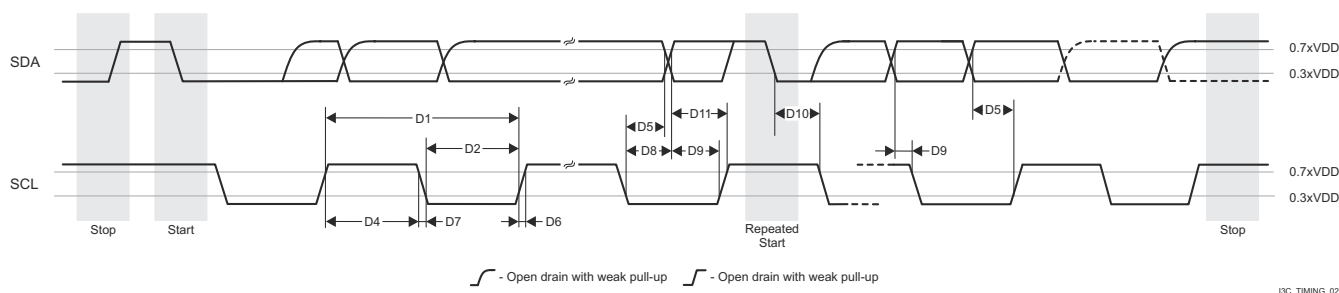 SDA
0.7xVDD
0.3xVDD
D1
D2
D5
D11
D10
D5
D8
D9
D9
SCL
0.7xVDD
0.3xVDD
D4
D7
D6
Stop
Start
Repeated
Start
Stop
- Open drain with weak pull-up
- Open drain with weak pull-up
I3C_TIMING_02